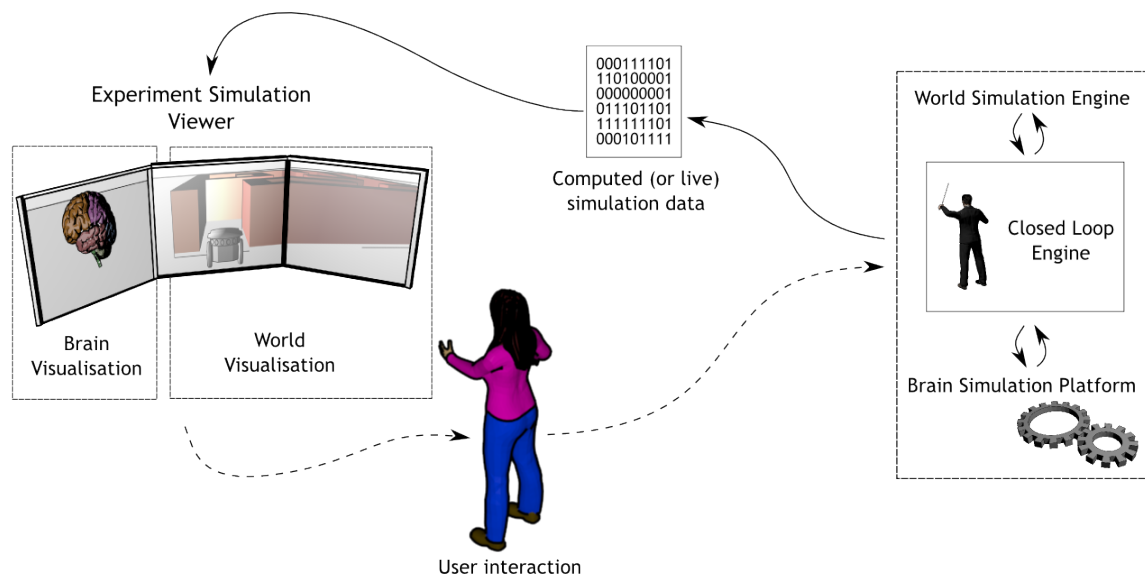 Experiment Simulation
Viewer
Brain
Visualisation
World
Visualisation
000111101
110100001
000000001
011101101
111111101
000101111
Computed (or live)
simulation data
User interaction
World Simulation Engine
Closed Loop
Engine
Brain Simulation Platform